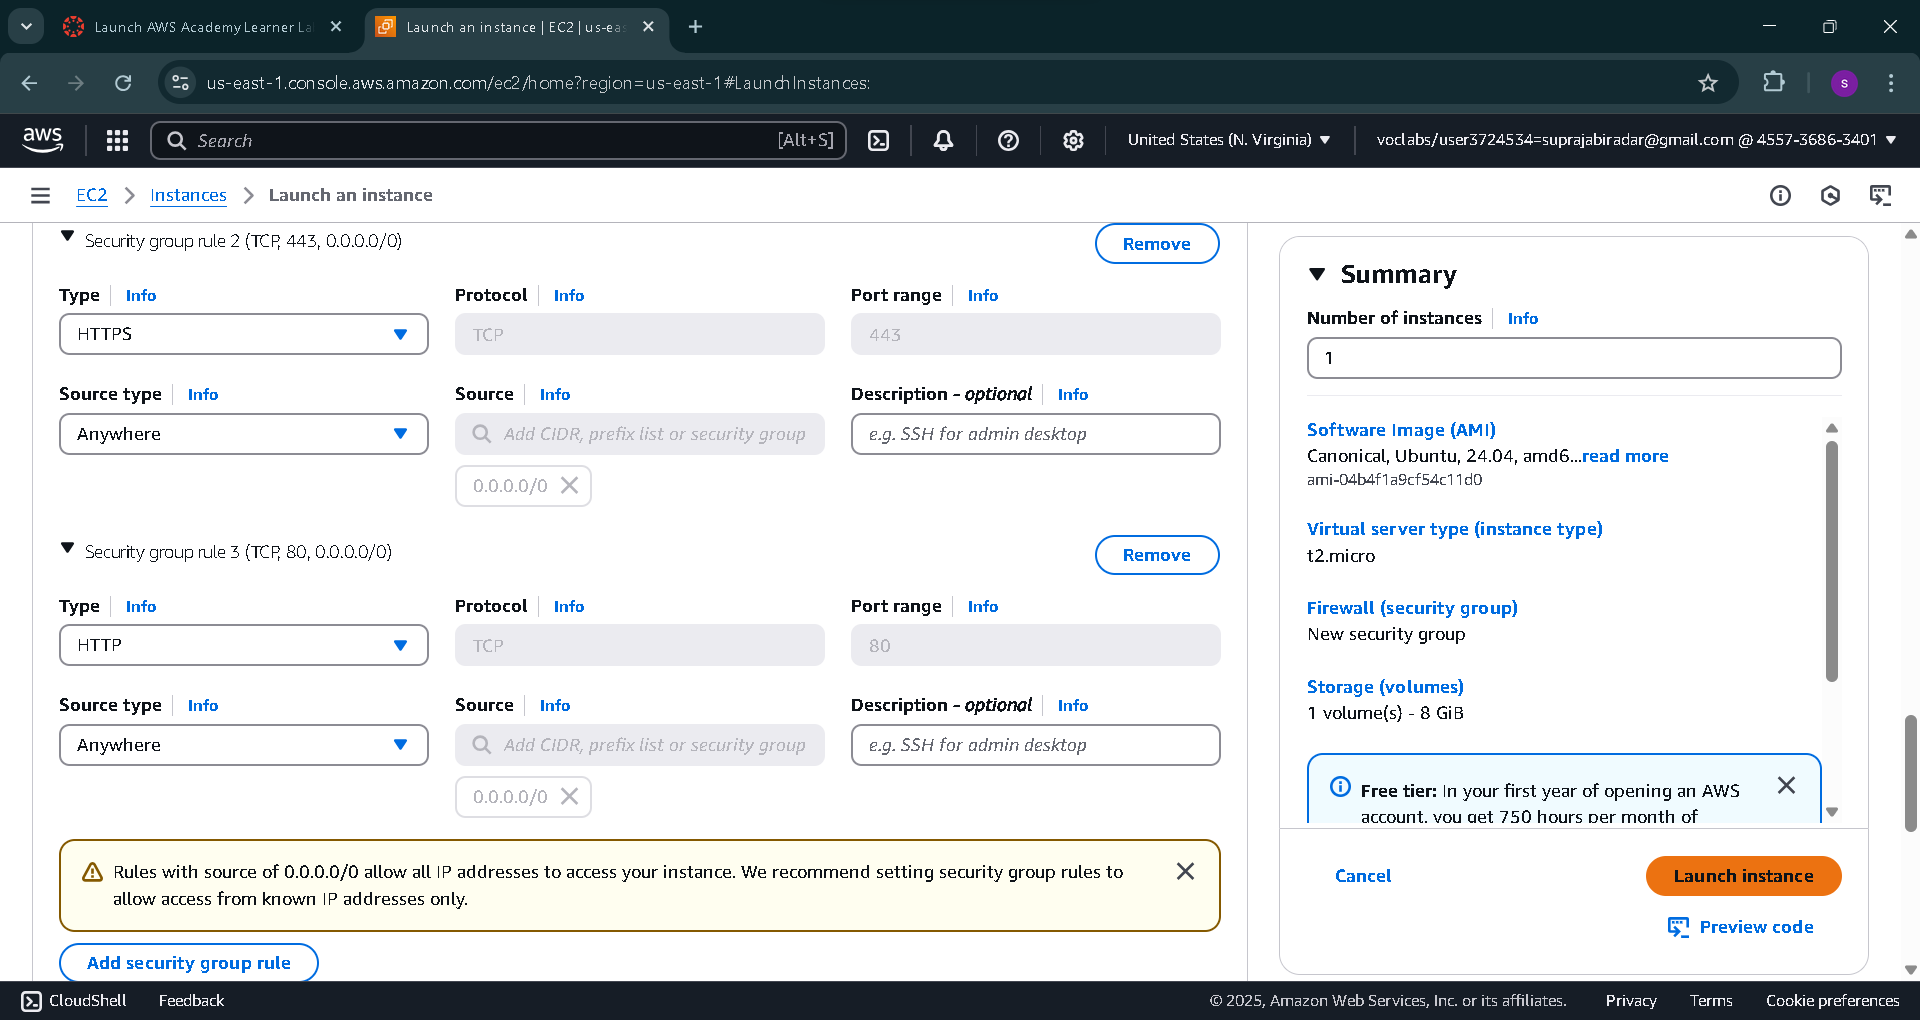 Launch AWS Academy Learner La
Launch an instance | EC2 | us-eas
us-east-1.console.aws.amazon.com/ec2/home?region=us-east-1#LaunchInstances:
S
aws
Search
[Alt+S]
United States (N. Virginia)
voclabs/user3724534=suprajabiradar@gmail.com @ 4557-3686-3401
EC2 > Instances > Launch an instance
Security group rule 2 (TCP, 443, 0.0.0.0/0)
Remove
Type Info
Protocol Info
Port range Info
HTTPS
TCP
443
Source type Info
Source Info
Description - optional Info
Anywhere
Add CIDR, prefix list or security group
e.g. SSH for admin desktop
0.0.0.0/0
Security group rule 3 (TCP, 80, 0.0.0.0/0)
Remove
Type Info
Protocol Info
Port range Info
HTTP
TCP
80
Source type Info
Source Info
Description - optional Info
Anywhere
Add CIDR, prefix list or security group
e.g. SSH for admin desktop
0.0.0.0/0
Rules with source of 0.0.0.0/0 allow all IP addresses to access your instance. We recommend setting security group rules to
allow access from known IP addresses only.
Add security group rule
Summary
Number of instances Info
1
Software Image (AMI)
Canonical, Ubuntu, 24.04, amd6...read more
ami-04b4f1a9cf54c11d0
Virtual server type (instance type)
t2.micro
Firewall (security group)
New security group
Storage (volumes)
1 volume(s) - 8 GiB
Free tier: In your first year of opening an AWS
account, you get 750 hours per month of
Cancel
Launch instance
Preview code
CloudShell
Feedback
© 2025, Amazon Web Services, Inc. or its affiliates.
Privacy
Terms
Cookie preferences